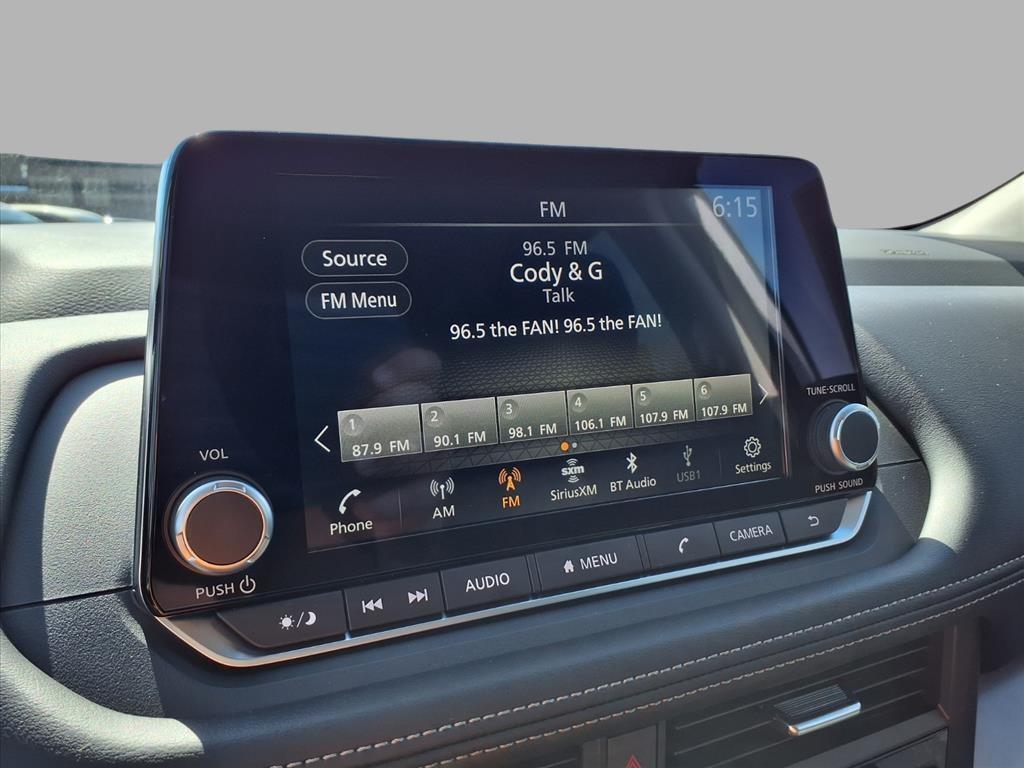 FM
6:15
Source
96.5 FM
Cody & G
Talk
FM Menu
96.5 the FAN! 96.5 the FAN!
TUNE•SCROLL
1 87.9 FM
2 90.1 FM
3 98.1 FM
4 106.1 FM
5 107.9 FM
6 107.9 FM
VOL
Phone
AM
FM
sxm
SiriusXM
BT Audio
USB1
Settings
PUSH SOUND
PUSH
AUDIO
MENU
CAMERA